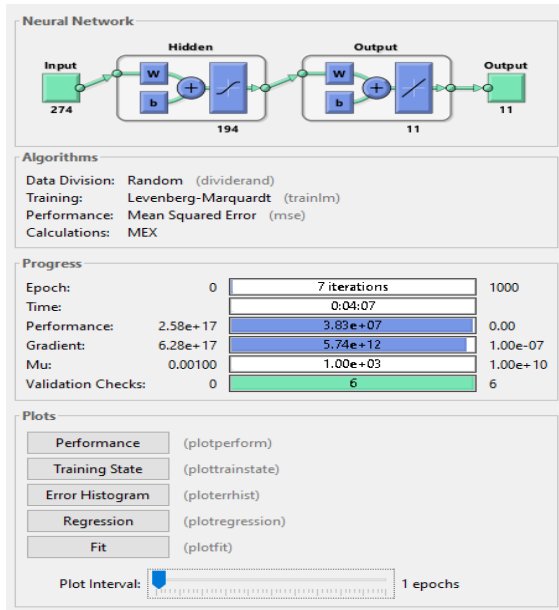 Neural Network
Hidden
Output
Input
W
b
+
W
b
+
Output
274
194
11
11
Algorithms
Data Division: Random (dividerand)
Training: Levenberg-Marquardt (trainlm)
Performance: Mean Squared Error (mse)
Calculations: MEX
Progress
Epoch: 0 7 iterations 1000
Time: 0:04:07
Performance: 2.58e+17 3.83e+07 0.00
Gradient: 6.28e+17 5.74e+12 1.00e-07
Mu: 0.00100 1.00e+03 1.00e+10
Validation Checks: 0 6 6
Plots
Performance (plotperform)
Training State (plottrainstate)
Error Histogram (ploterrhist)
Regression (plotregression)
Fit (plotfit)
Plot Interval: 1 epochs